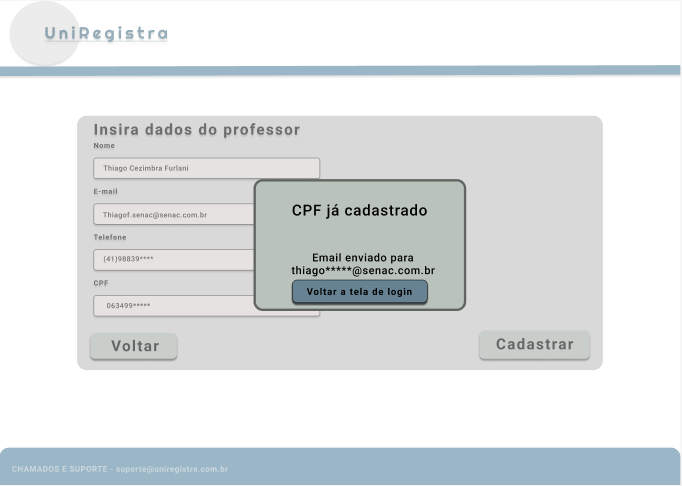 UniRegistra
Insira dados do professor
Nome
Thiago Cezimbra Furlani
E-mail
Thiagof.senac@senac.com.br
Telefone
(41)98839****
CPF
063499*****
CPF já cadastrado
Email enviado para
thiago*****@senac.com.br
Voltar a tela de login
Voltar
Cadastrar
CHAMADOS E SUPORTE - suporte@uniregistra.com.br